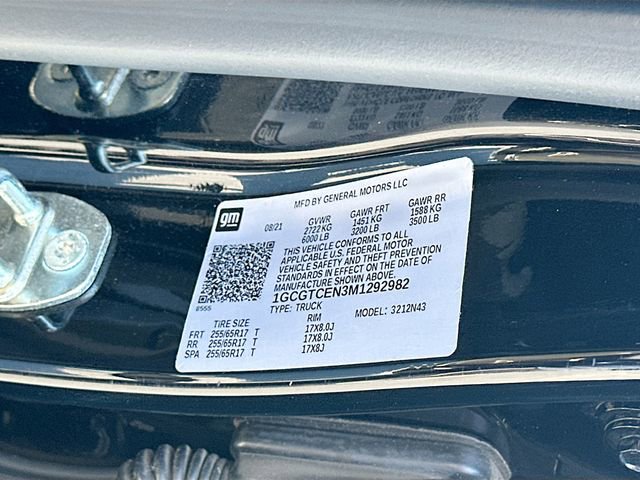 MFD BY GENERAL MOTORS LLC
gm
08/21 GVWR GAWR FRT GAWR RR
2722 KG 1451 KG 1588 KG
6000 LB 3200 LB 3500 LB
THIS VEHICLE CONFORMS TO ALL
APPLICABLE U.S. FEDERAL MOTOR
VEHICLE SAFETY AND THEFT PREVENTION
STANDARDS IN EFFECT ON THE DATE OF
MANUFACTURE SHOWN ABOVE.
1GCGTCEN3M1292982
TYPE: TRUCK MODEL: 3212N43
TIRE SIZE RIM
FRT 255/65R17 T 17X8.0J
RR 255/65R17 T 17X8.0J
SPA 255/65R17 T 17X8J